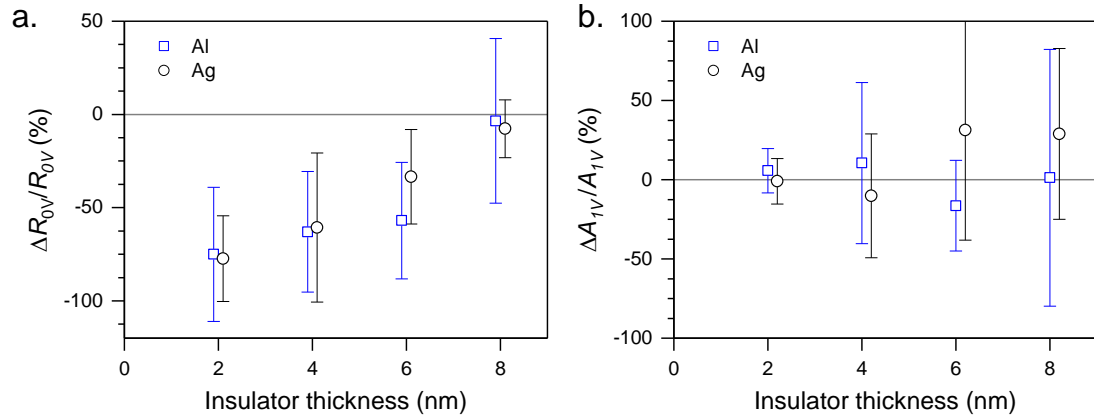 a.
50
0
-50
-100
ΔR0V/R0V (%)
Al
Ag
0
2
4
6
8
Insulator thickness (nm)
b.
100
50
0
-50
-100
ΔA1V/A1V (%)
Al
Ag
0
2
4
6
8
Insulator thickness (nm)